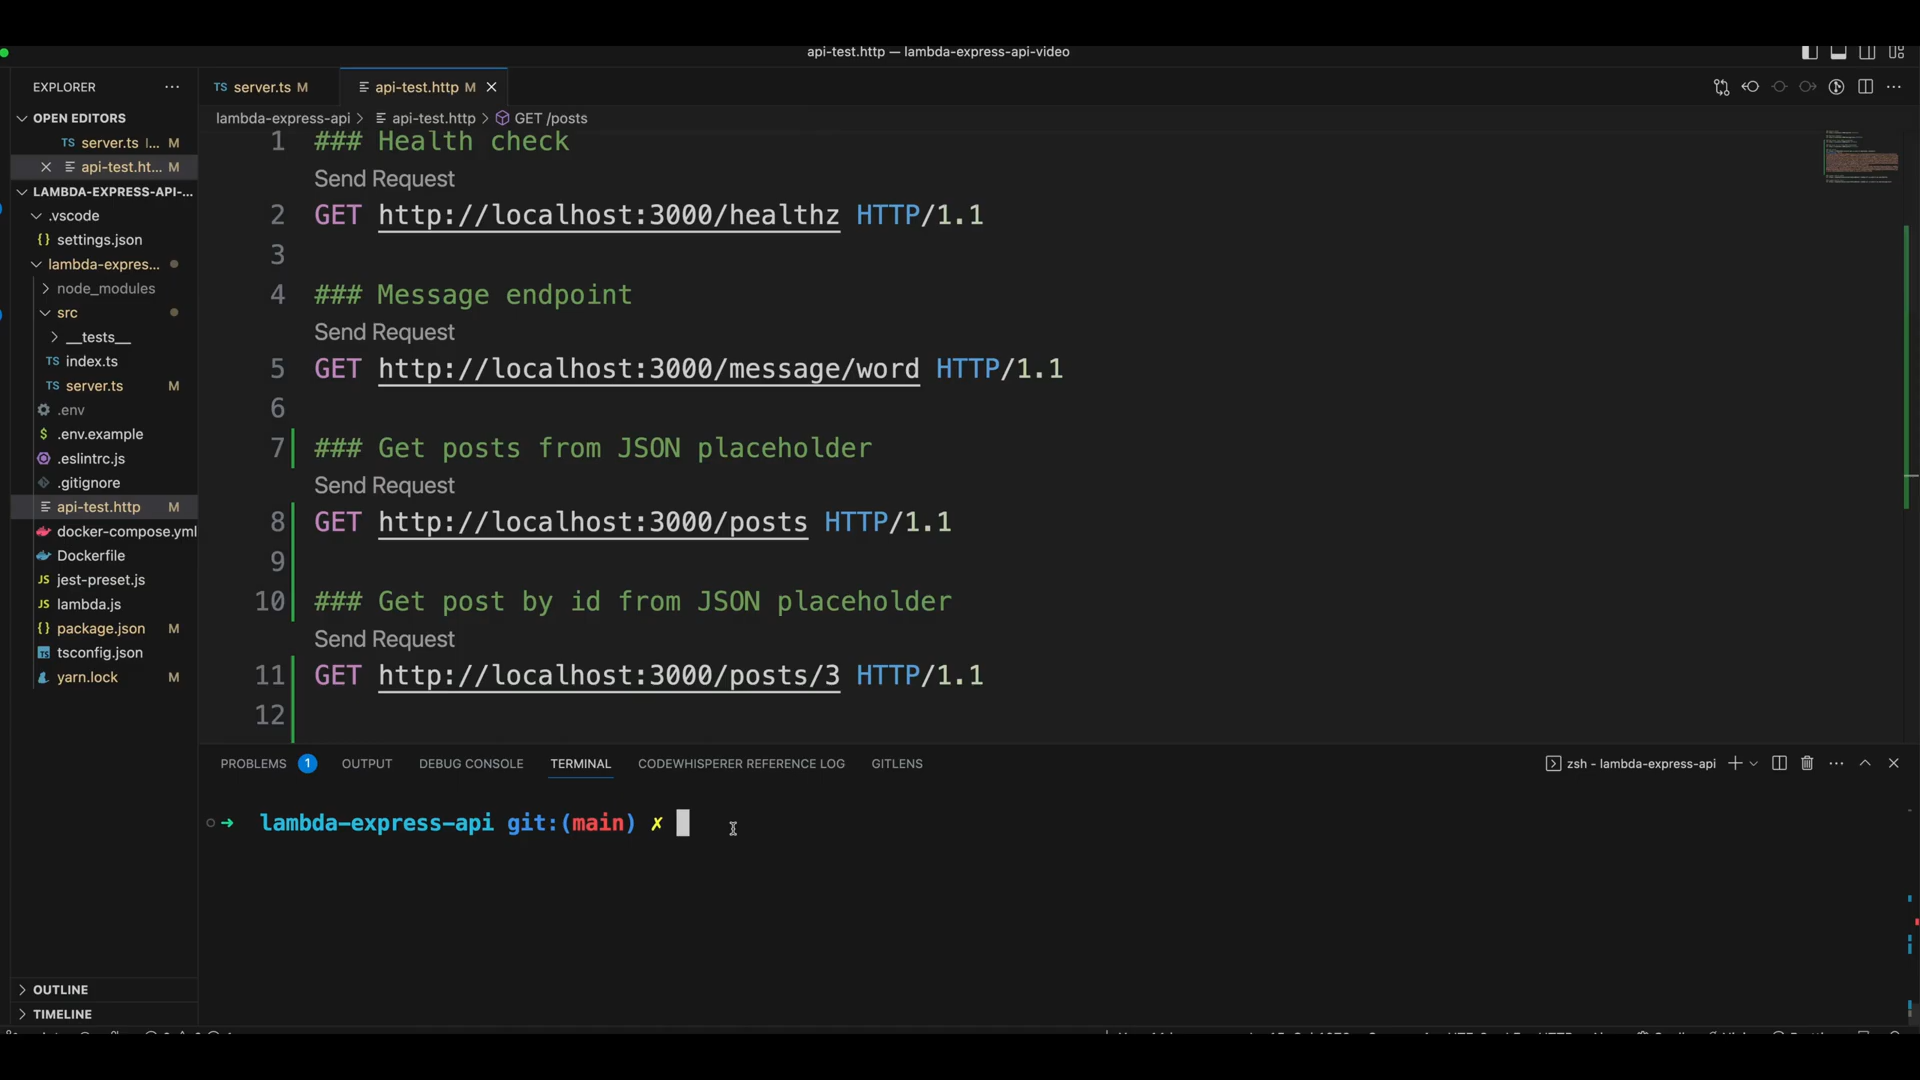 api-test.http — lambda-express-api-video
EXPLORER
TS server.ts M
api-test.http M
OPEN EDITORS
TS server.ts I... M
api-test.ht... M
LAMBDA-EXPRESS-API-...
.vscode
{} settings.json
lambda-expres...
node_modules
src
__tests__
TS index.ts
TS server.ts M
.env
$ .env.example
.eslintrc.js
.gitignore
api-test.http M
docker-compose.yml
Dockerfile
JS jest-preset.js
JS lambda.js
{} package.json M
TS tsconfig.json
yarn.lock M
OUTLINE
TIMELINE
lambda-express-api > api-test.http > GET /posts
1 ### Health check
Send Request
2 GET http://localhost:3000/healthz HTTP/1.1
3
4 ### Message endpoint
Send Request
5 GET http://localhost:3000/message/word HTTP/1.1
6
7 ### Get posts from JSON placeholder
Send Request
8 GET http://localhost:3000/posts HTTP/1.1
9
10 ### Get post by id from JSON placeholder
Send Request
11 GET http://localhost:3000/posts/3 HTTP/1.1
12
PROBLEMS 1 OUTPUT DEBUG CONSOLE TERMINAL CODEWHISPERER REFERENCE LOG GITLENS
zsh - lambda-express-api
➜ lambda-express-api git:(main) ✗